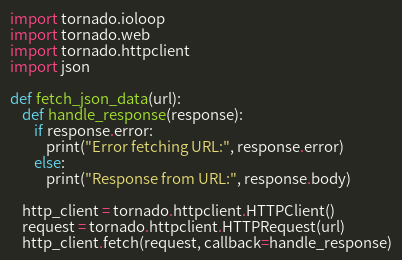 import tornado.ioloop
import tornado.web
import tornado.httpclient
import json

def fetch_json_data(url):
    def handle_response(response):
        if response.error:
            print("Error fetching URL:", response.error)
        else:
            print("Response from URL:", response.body)

    http_client = tornado.httpclient.HTTPClient()
    request = tornado.httpclient.HTTPRequest(url)
    http_client.fetch(request, callback=handle_response)